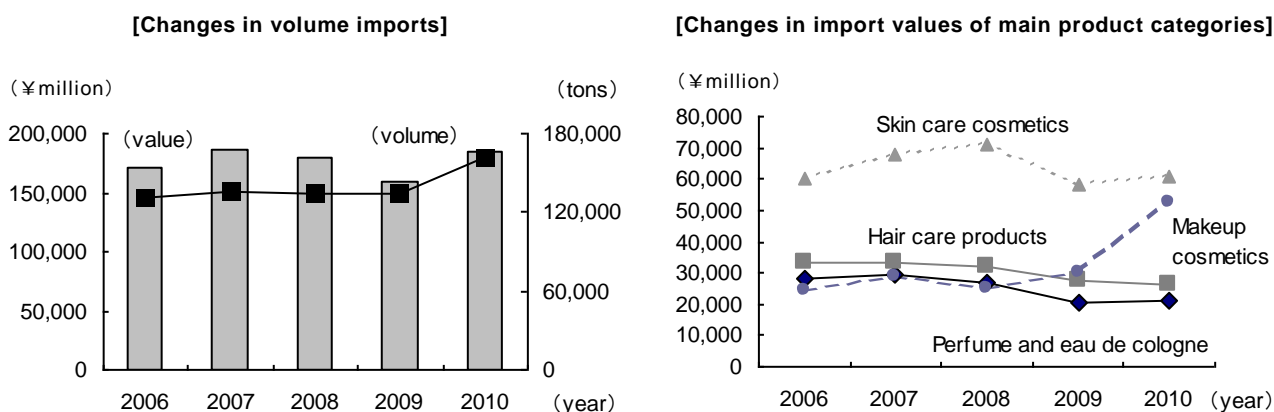 [Changes in volume imports]
(¥million)
(tons)
200,000
150,000
100,000
50,000
0
(value)
(volume)
180,000
120,000
60,000
0
2006 2007 2008 2009 2010 (year)
[Changes in import values of main product categories]
(¥million)
80,000
70,000
60,000
50,000
40,000
30,000
20,000
10,000
0
Skin care cosmetics
Hair care products
Makeup
cosmetics
Perfume and eau de cologne
2006 2007 2008 2009 2010 (year)